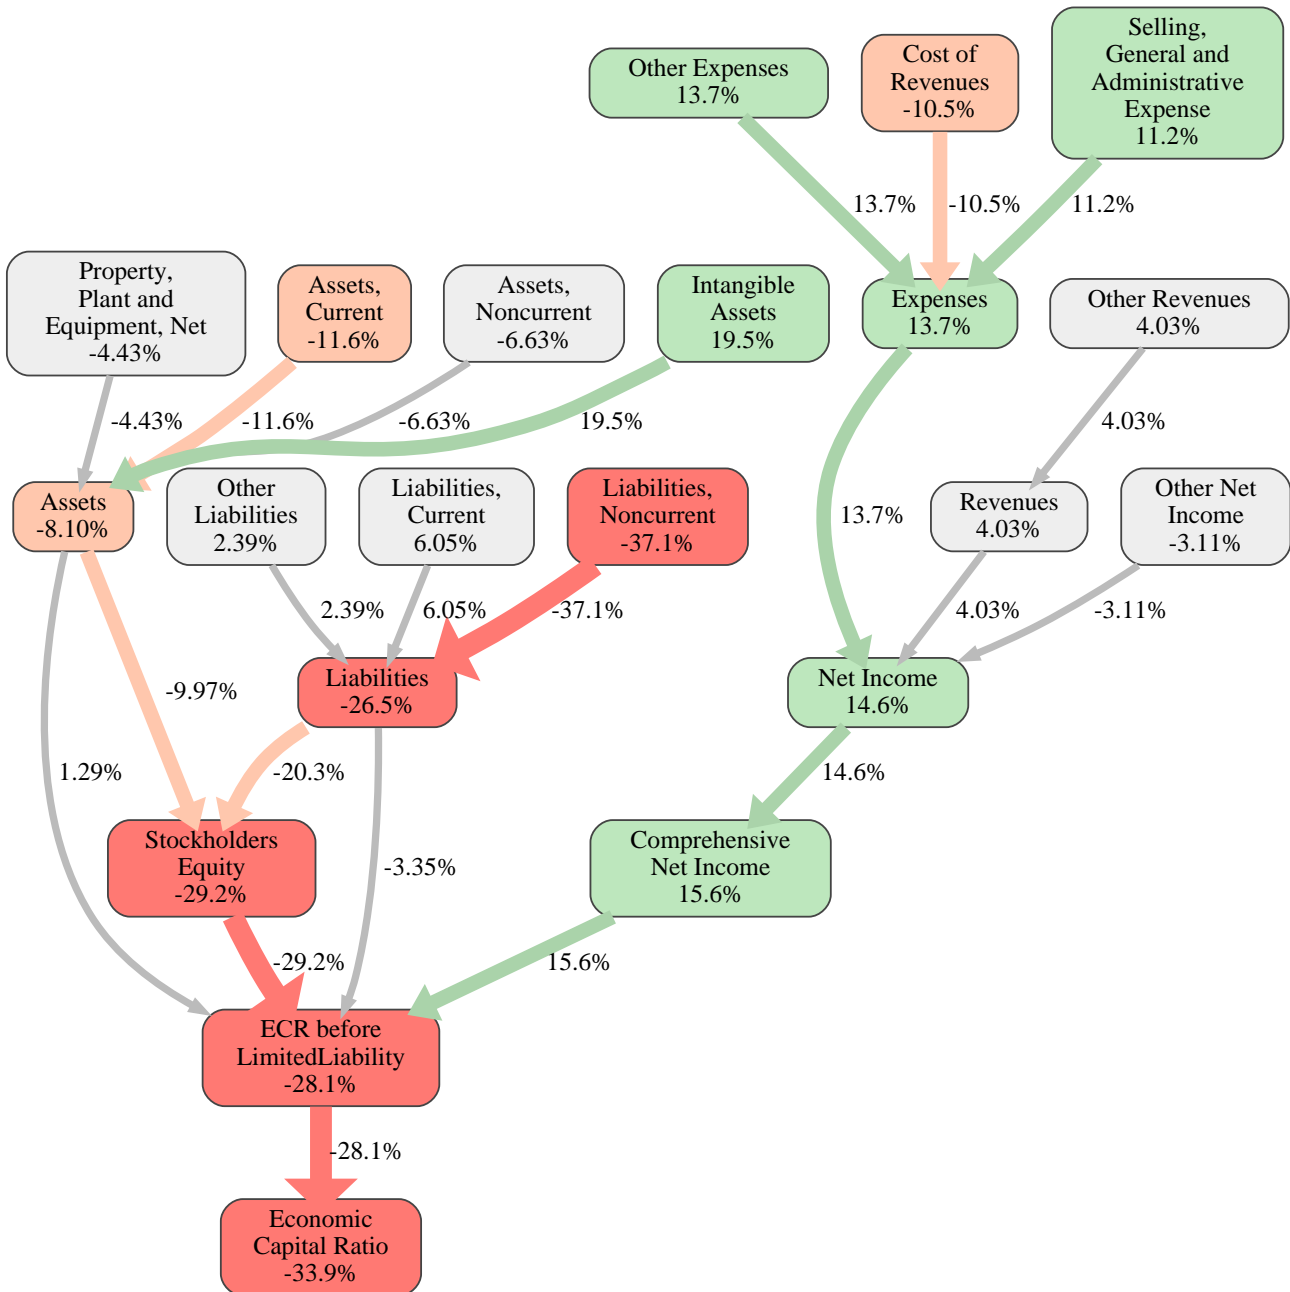 Other Expenses
13.7%
Cost of
Revenues
-10.5%
Selling,
General and
Administrative
Expense
11.2%
13.7%
-10.5%
11.2%
Property,
Plant and
Equipment, Net
-4.43%
Assets,
Current
-11.6%
Assets,
Noncurrent
-6.63%
Intangible
Assets
19.5%
Expenses
13.7%
Other Revenues
4.03%
-4.43%
-11.6%
-6.63%
19.5%
4.03%
Assets
-8.10%
Other
Liabilities
2.39%
Liabilities,
Current
6.05%
Liabilities,
Noncurrent
-37.1%
13.7%
Revenues
4.03%
Other Net
Income
-3.11%
2.39%
6.05%
-37.1%
4.03%
-3.11%
Liabilities
-26.5%
Net Income
14.6%
-9.97%
1.29%
-20.3%
14.6%
Stockholders
Equity
-29.2%
-3.35%
Comprehensive
Net Income
15.6%
-29.2%
15.6%
ECR before
LimitedLiability
-28.1%
-28.1%
Economic
Capital Ratio
-33.9%